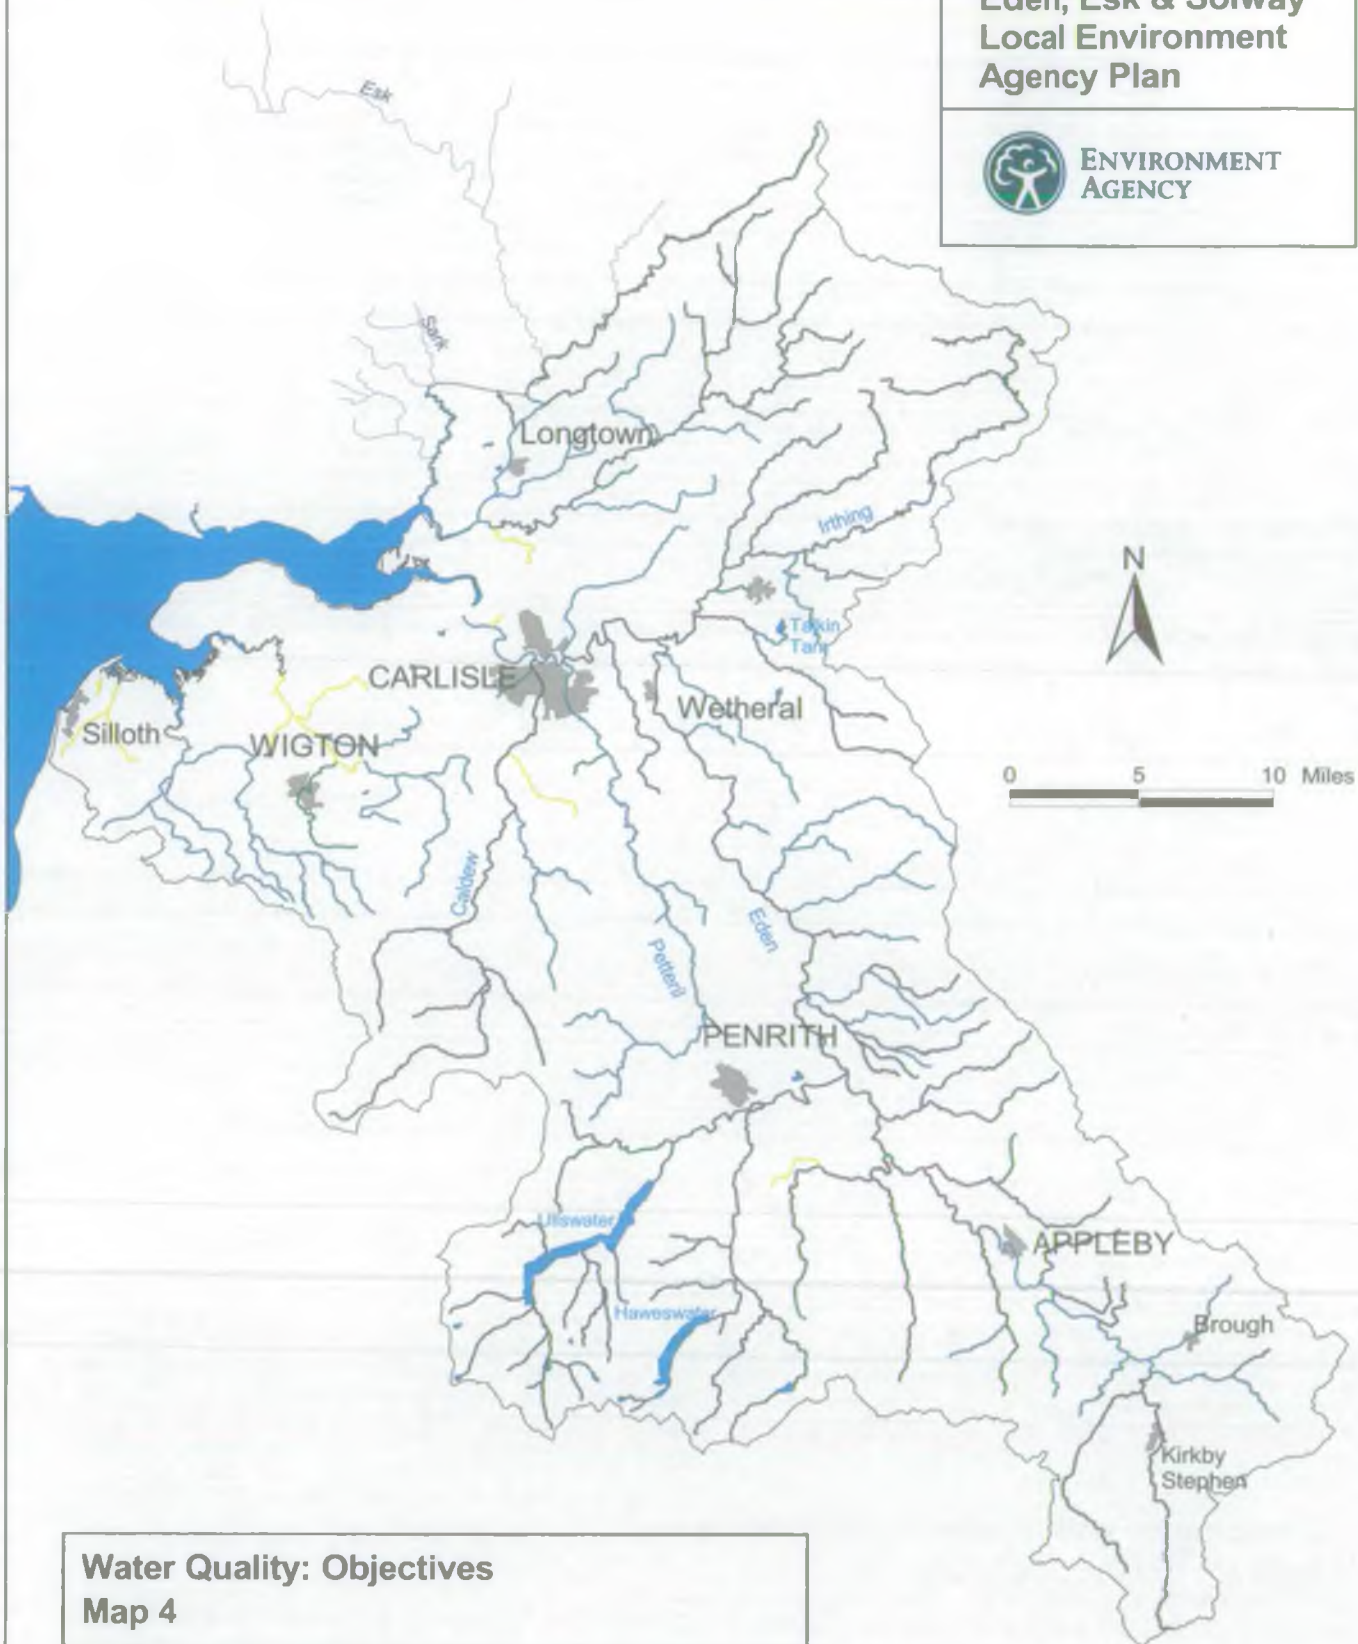 Eden, Esk & Solway
Local Environment
Agency Plan
ENVIRONMENT
AGENCY
Esk
Sark
Longtown
Irthing
N
Talkin
Tarn
CARLISLE
Wetheral
Silloth
WIGTON
0 5 10 Miles
Caldew
Eden
Petteril
PENRITH
Ullswater
APPLEBY
Haweswater
Brough
Kirkby
Stephen
Water Quality: Objectives
Map 4